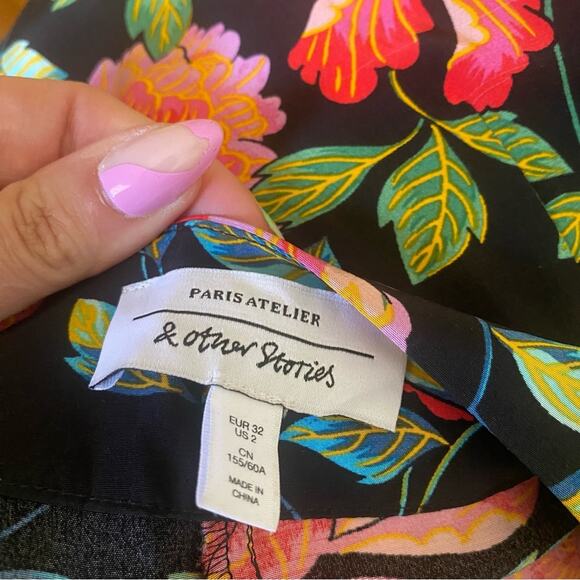 PARIS ATELIER
& other Stories
EUR 32
US 2
CN
155/60A
MADE IN
CHINA